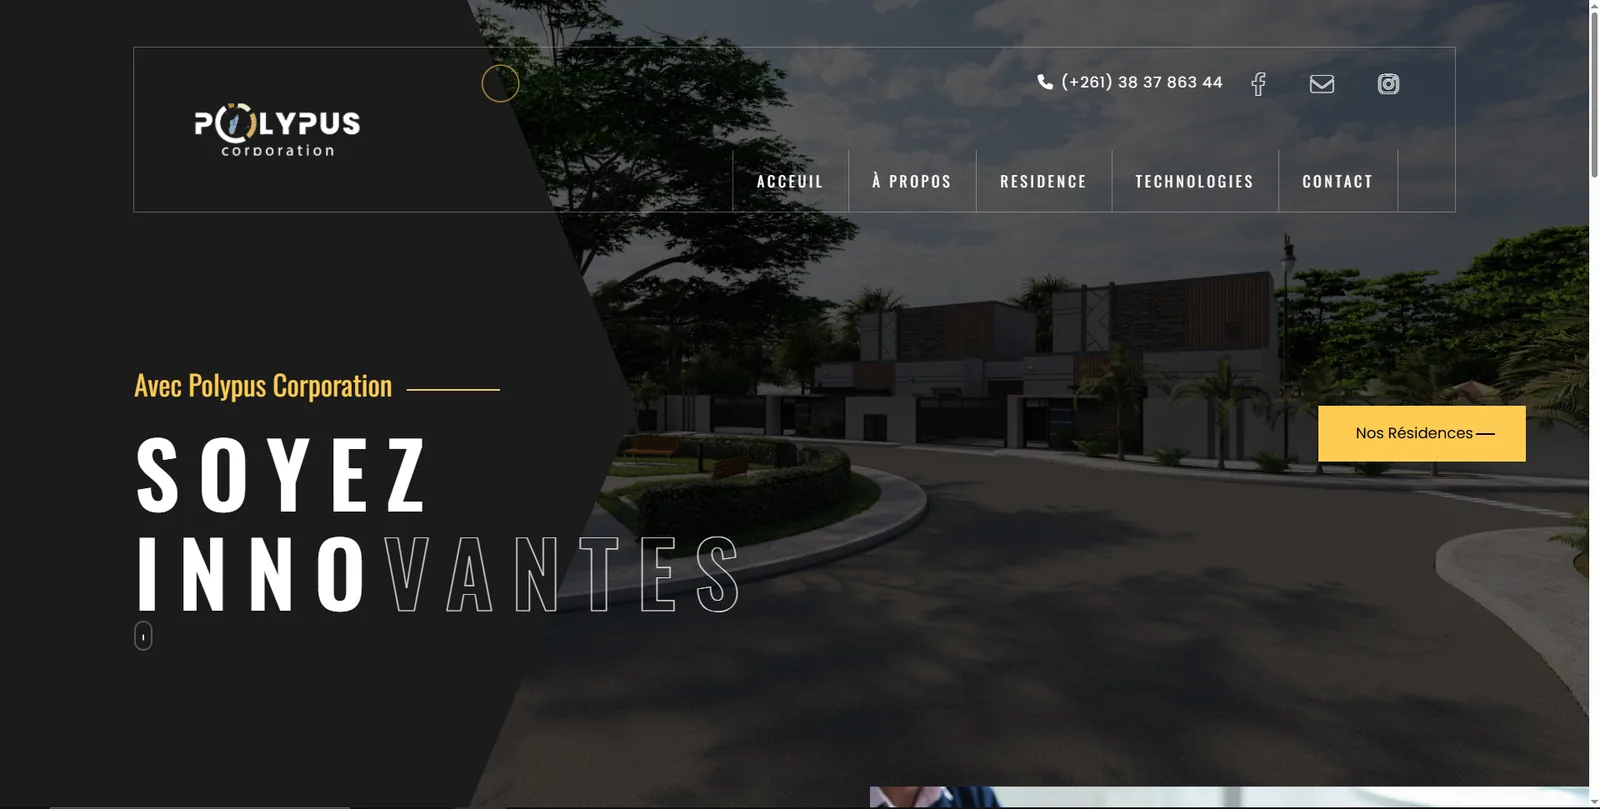 POLYPUS
corporation
(+261) 38 37 863 44
ACCEUIL
À PROPOS
RESIDENCE
TECHNOLOGIES
CONTACT
Avec Polypus Corporation
SOYEZ
INNOVANTES
Nos Résidences